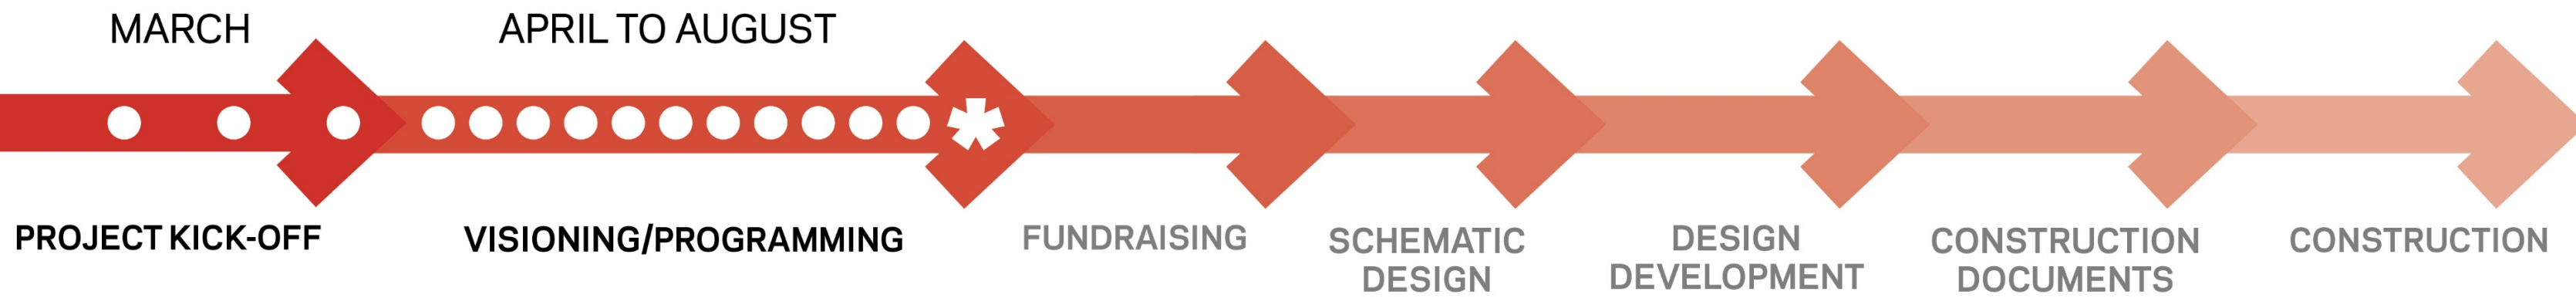 MARCH
APRIL TO AUGUST
PROJECT KICK-OFF
VISIONING/PROGRAMMING
FUNDRAISING
SCHEMATIC
DESIGN
DESIGN
DEVELOPMENT
CONSTRUCTION
DOCUMENTS
CONSTRUCTION